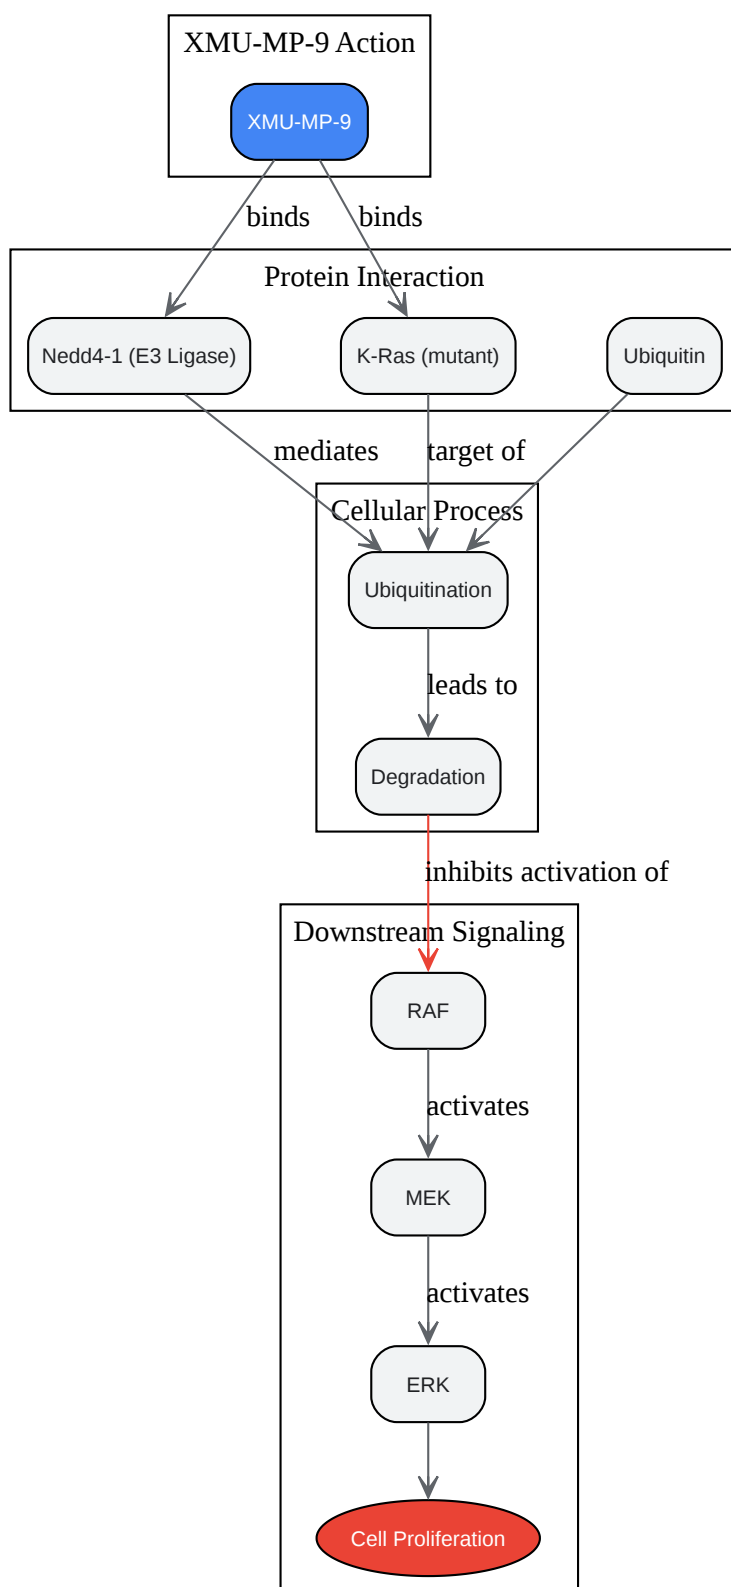 XMU-MP-9 Action
XMU-MP-9
binds
binds
Protein Interaction
Nedd4-1 (E3 Ligase)
K-Ras (mutant)
Ubiquitin
mediates
target of
Cellular Process
Ubiquitination
leads to
Degradation
inhibits activation of
Downstream Signaling
RAF
activates
MEK
activates
ERK
Cell Proliferation